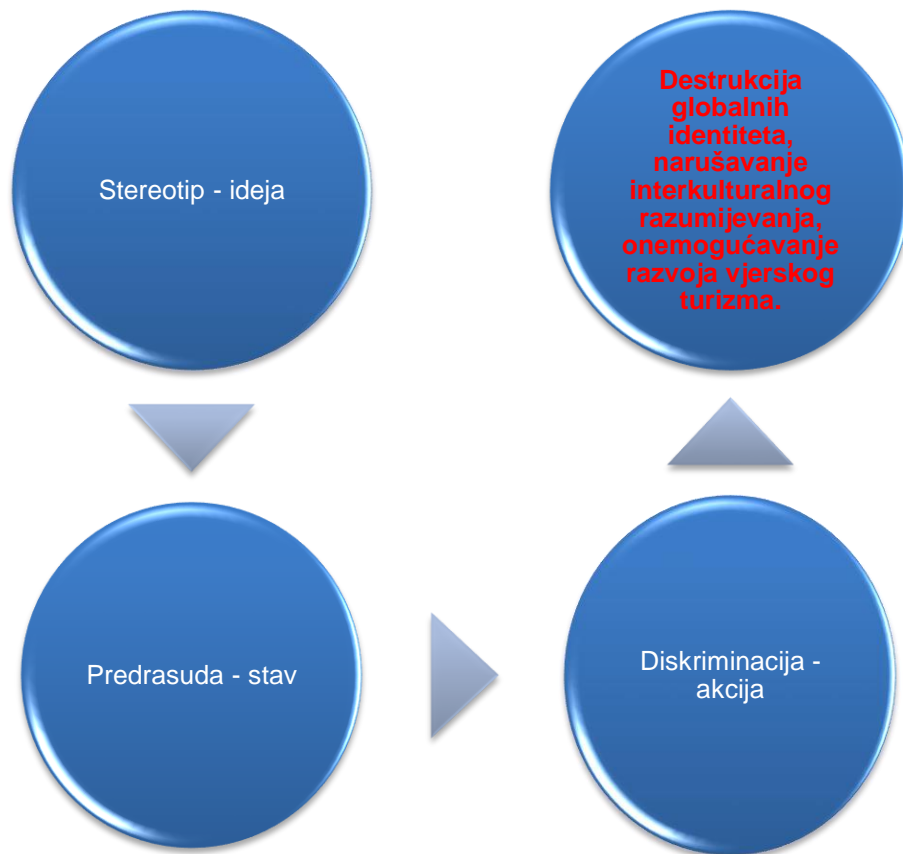 Stereotip - ideja
Destrukcija
globalnih
identiteta,
narušavanje
interkulturalnog
razumijevanja,
onemogućavanje
razvoja vjerskog
turizma.
Predrasuda - stav
Diskriminacija -
akcija